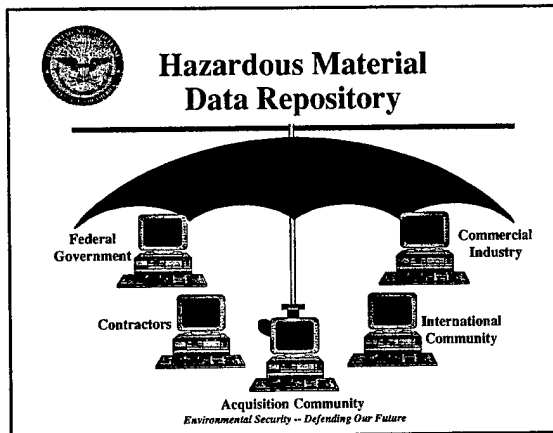 Hazardous Material
Data Repository
Federal
Government
Commercial
Industry
Contractors
International
Community
Acquisition Community
Environmental Security -- Defending Our Future